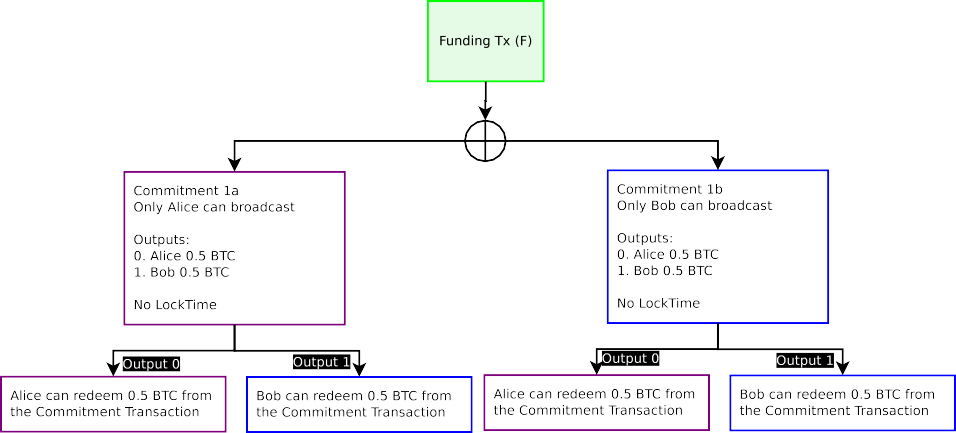 Funding Tx (F)
Commitment 1a
Only Alice can broadcast
Outputs:
0. Alice 0.5 BTC
1. Bob 0.5 BTC
No LockTime
Commitment 1b
Only Bob can broadcast
Outputs:
0. Alice 0.5 BTC
1. Bob 0.5 BTC
No LockTime
Output 0
Output 1
Output 0
Output 1
Alice can redeem 0.5 BTC from
the Commitment Transaction
Bob can redeem 0.5 BTC from
the Commitment Transaction
Alice can redeem 0.5 BTC from
the Commitment Transaction
Bob can redeem 0.5 BTC from
the Commitment Transaction